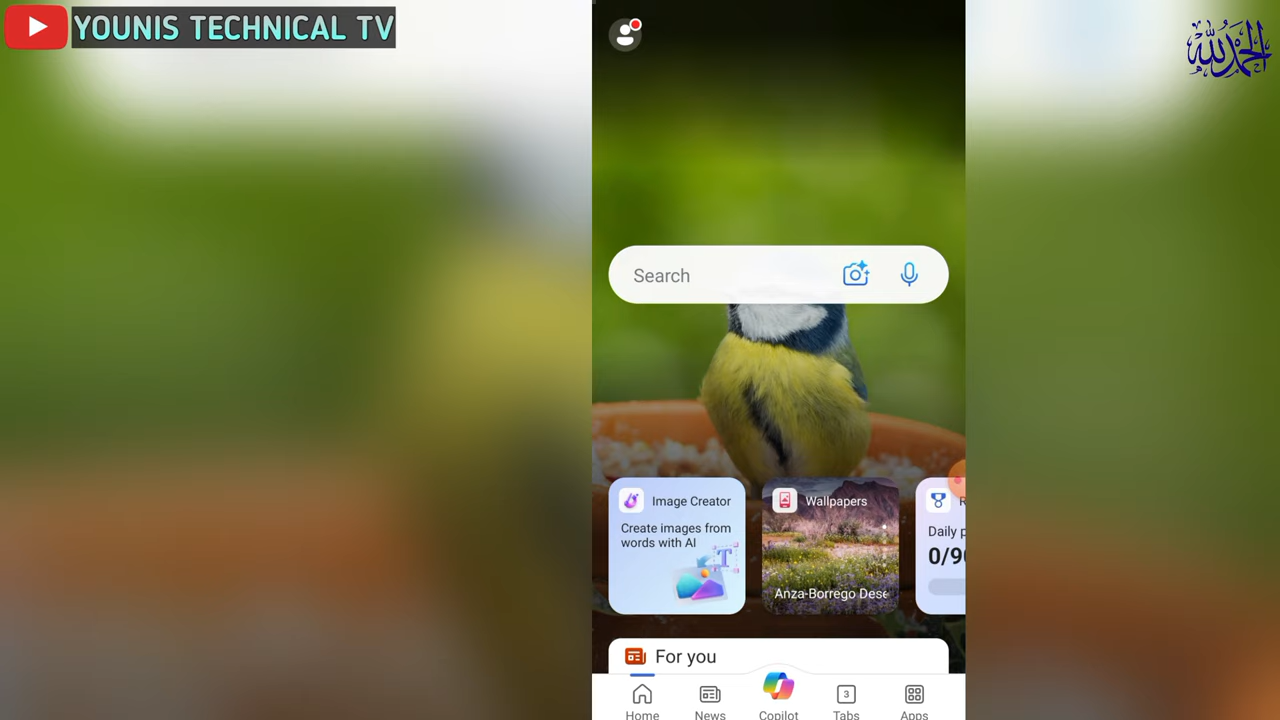 YOUNIS TECHNICAL TV
الحمد لله
Search
Image Creator
Create images from
words with AI
Wallpapers
Anza-Borrego Dese
R
Daily p
0/90
For you
Home
News
Copilot
3
Tabs
Apps